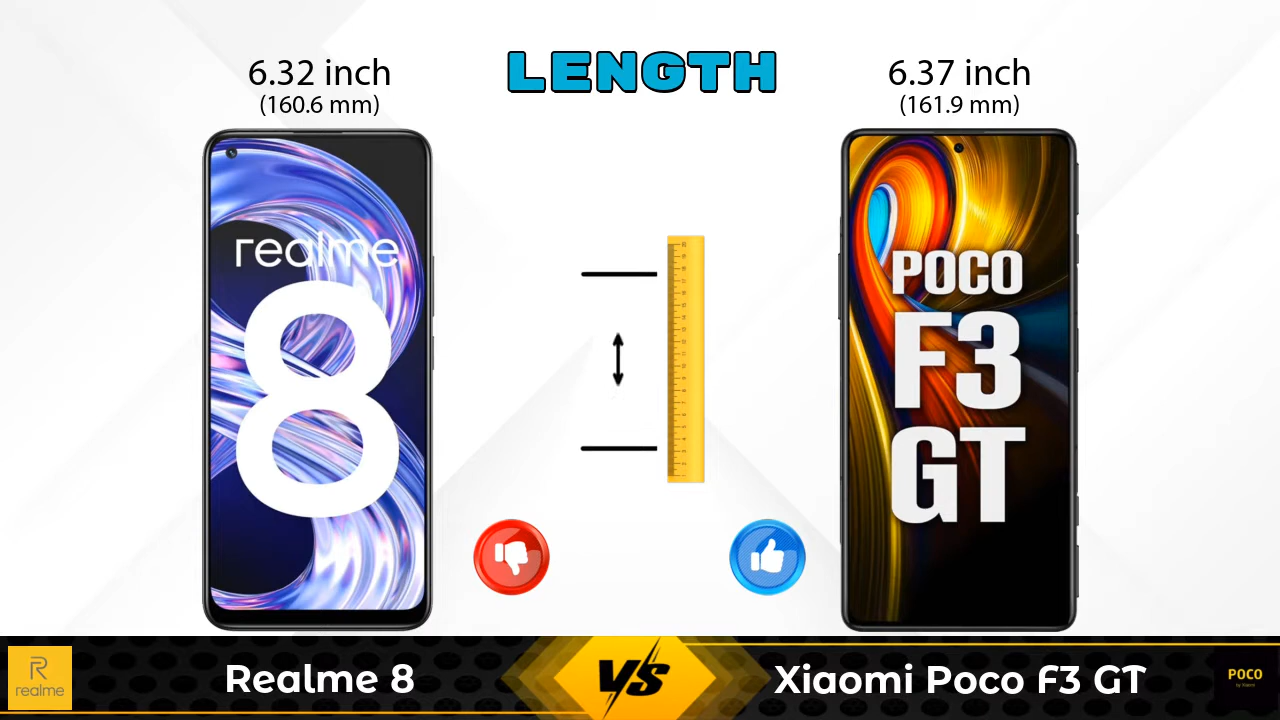 LENGTH
6.32 inch
(160.6 mm)
6.37 inch
(161.9 mm)
realme
8
POCO
F3
GT
R
realme
Realme 8
VS
Xiaomi Poco F3 GT
POCO